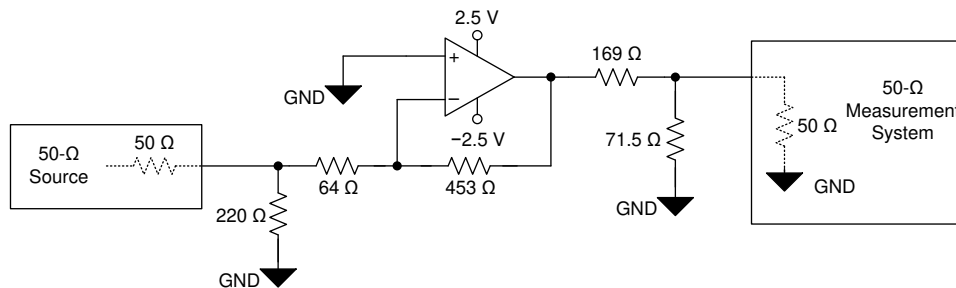 2.5 V
+
−
−2.5 V
GND
50-Ω
Source
50 Ω
220 Ω
GND
64 Ω
453 Ω
169 Ω
71.5 Ω
GND
50 Ω
50-Ω
Measurement
System
GND